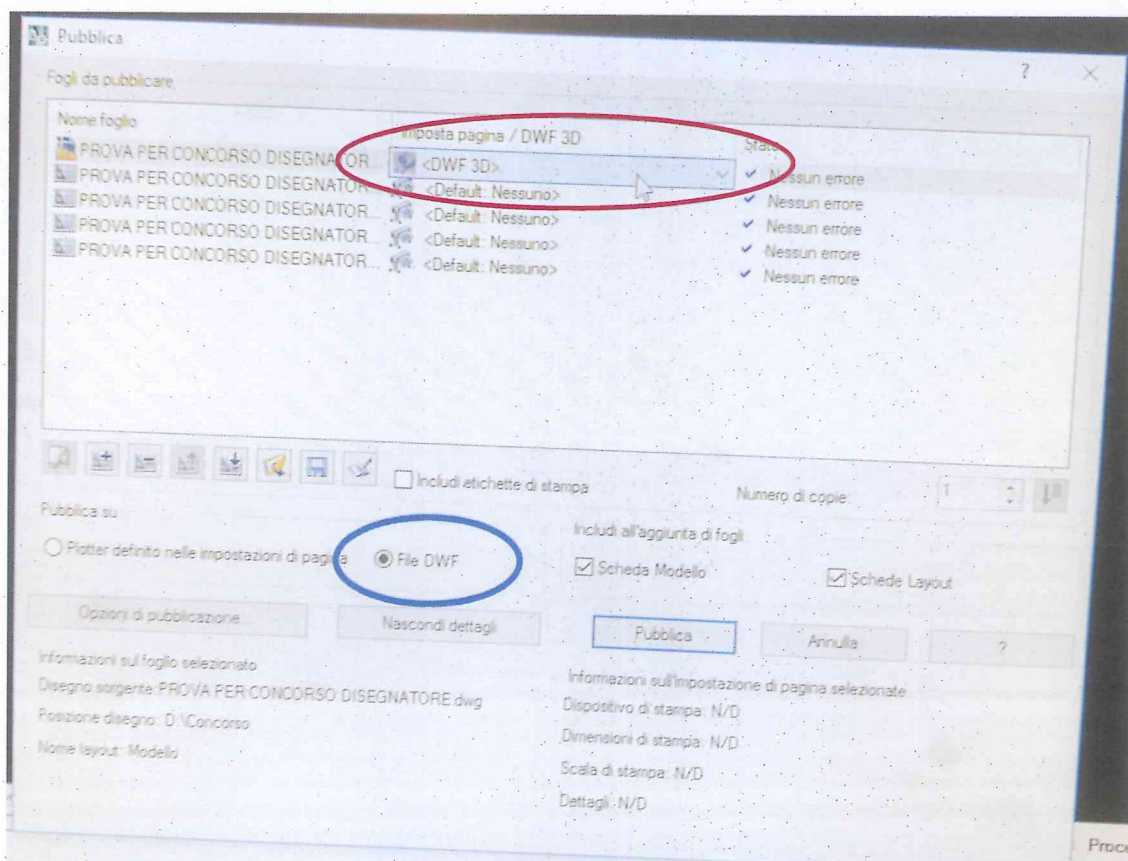 Pubblica
? ×
Fogli da pubblicare
Nome foglio Imposta pagina / DWF 3D Stato
PROVA PER CONCORSO DISEGNATOR... <DWF 3D> Nessun errore
PROVA PER CONCORSO DISEGNATOR... <Default: Nessuno> Nessun errore
PROVA PER CONCORSO DISEGNATOR... <Default: Nessuno> Nessun errore
PROVA PER CONCORSO DISEGNATOR... <Default: Nessuno> Nessun errore
PROVA PER CONCORSO DISEGNATOR... <Default: Nessuno> Nessun errore
Includi etichette di stampa Numero di copie: 1
Pubblica su
Includi all'aggiunta di fogli
Plotter definito nelle impostazioni di pagina File DWF Scheda Modello Schede Layout
Opzioni di pubblicazione... Nascondi dettagli Pubblica Annulla ?
Informazioni sul foglio selezionato
Disegno sorgente: PROVA PER CONCORSO DISEGNATORE.dwg
Posizione disegno: D:\Concorso
Nome layout: Modello
Informazioni sull'impostazione di pagina selezionate
Dispositivo di stampa: N/D
Dimensioni di stampa: N/D
Scala di stampa: N/D
Dettagli: N/D